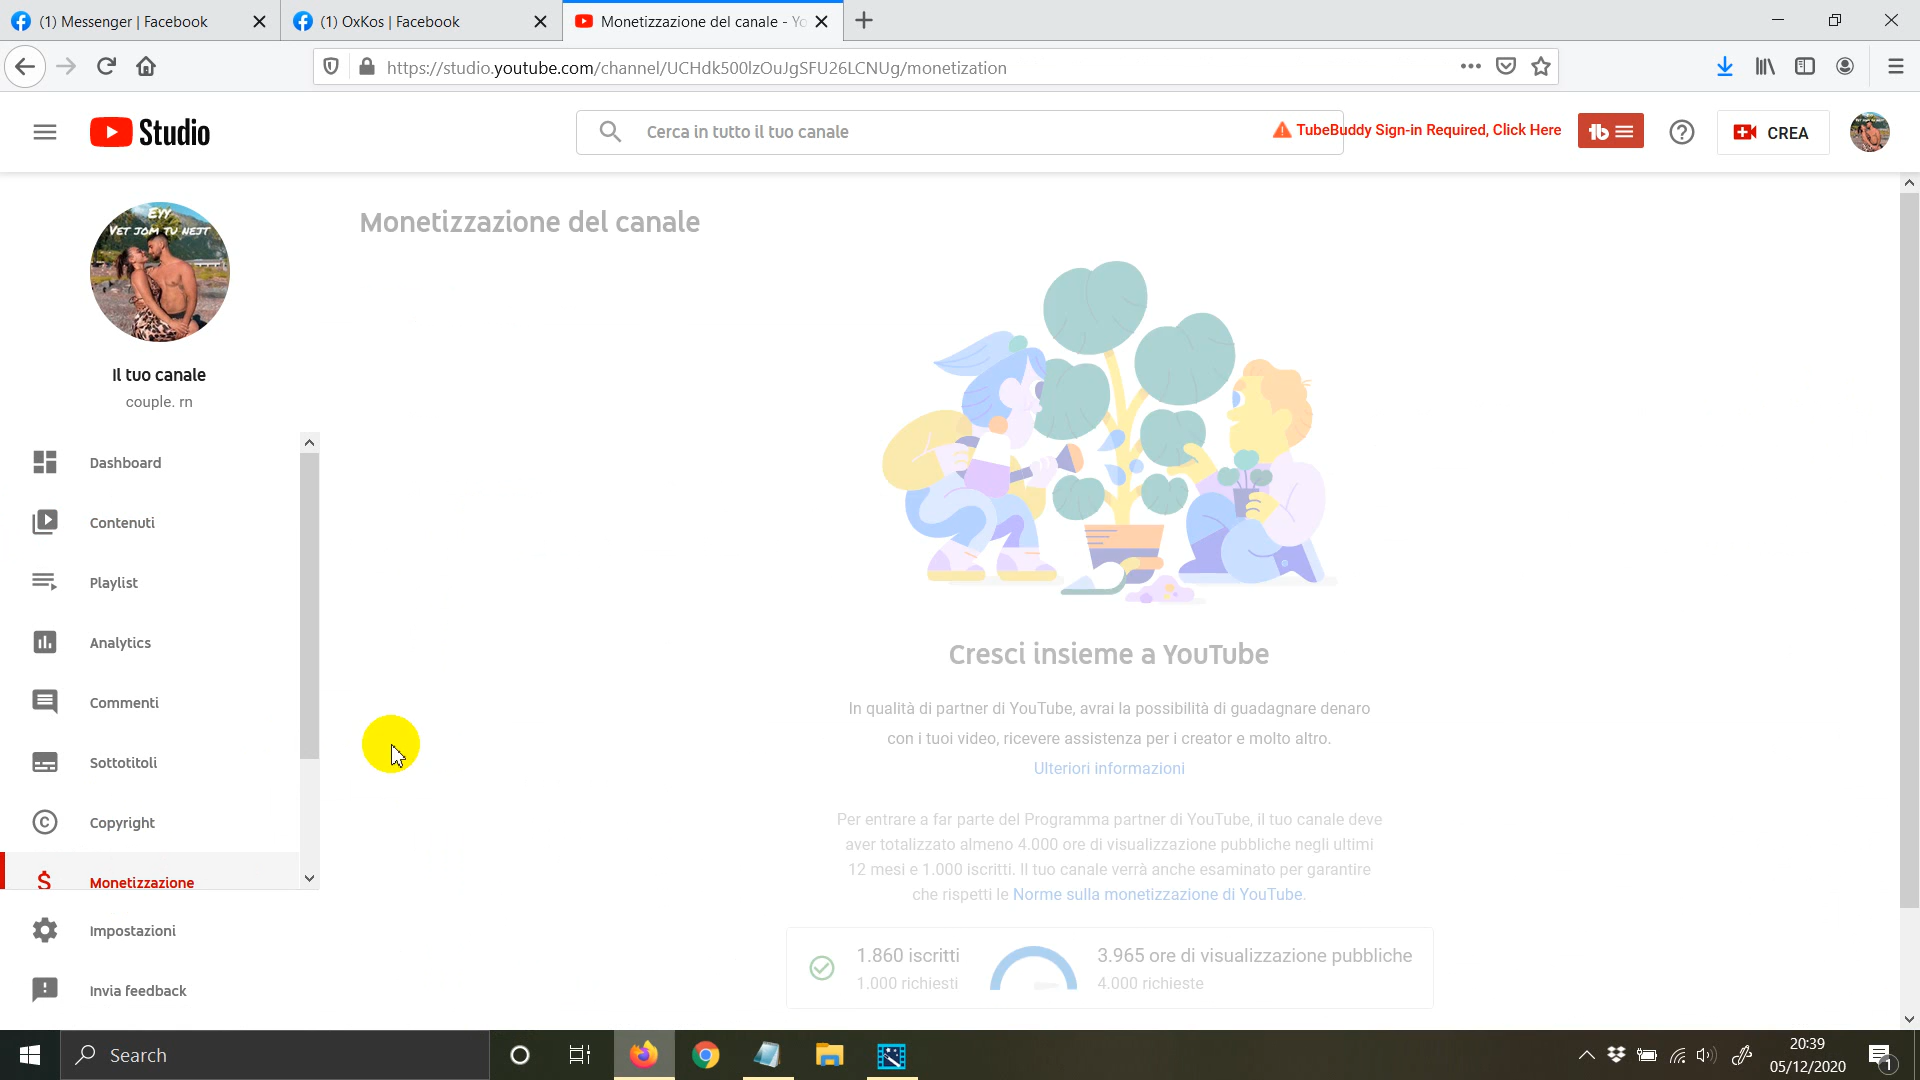 (1) Messenger | Facebook
(1) OxKos | Facebook
Monetizzazione del canale - Yo
https://studio.youtube.com/channel/UCHdk500lzOuJgSFU26LCNUg/monetization
Studio
Cerca in tutto il tuo canale
TubeBuddy Sign-in Required, Click Here
CREA
EYY
VET JOM TU NEJT
Il tuo canale
couple. rn
Dashboard
Contenuti
Playlist
Analytics
Commenti
Sottotitoli
Copyright
Monetizzazione
Impostazioni
Invia feedback
Monetizzazione del canale
Cresci insieme a YouTube
In qualità di partner di YouTube, avrai la possibilità di guadagnare denaro
con i tuoi video, ricevere assistenza per i creator e molto altro.
Ulteriori informazioni
Per entrare a far parte del Programma partner di YouTube, il tuo canale deve
aver totalizzato almeno 4.000 ore di visualizzazione pubbliche negli ultimi
12 mesi e 1.000 iscritti. Il tuo canale verrà anche esaminato per garantire
che rispetti le Norme sulla monetizzazione di YouTube.
1.860 iscritti
1.000 richiesti
3.965 ore di visualizzazione pubbliche
4.000 richieste
Search
20:39
05/12/2020
1